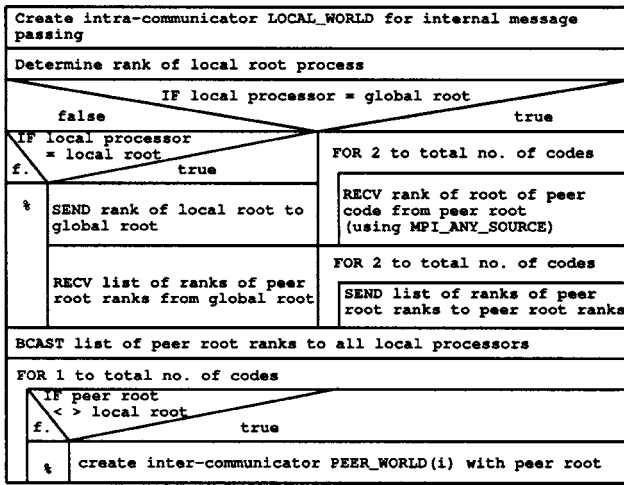 Create intra-communicator LOCAL_WORLD for internal message
passing
Determine rank of local root process
IF local processor = global root
false
true
IF local processor
= local root
f.
true
%
SEND rank of local root to
global root
RECV list of ranks of peer
root ranks from global root
FOR 2 to total no. of codes
RECV rank of root of peer
code from peer root
(using MPI_ANY_SOURCE)
FOR 2 to total no. of codes
SEND list of ranks of peer
root ranks to peer root ranks
BCAST list of peer root ranks to all local processors
FOR 1 to total no. of codes
IF peer root
< > local root
f.
true
%
create inter-communicator PEER_WORLD(i) with peer root